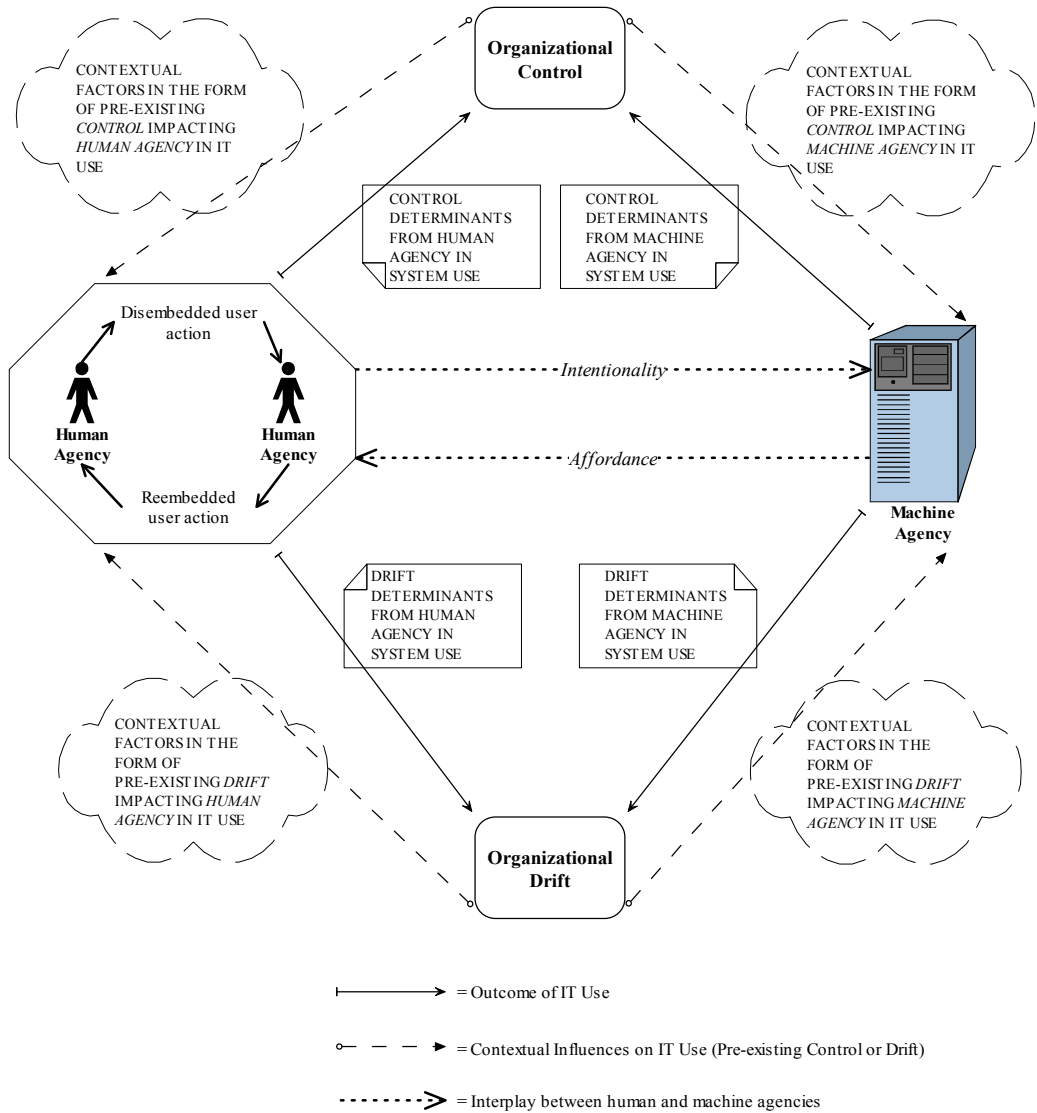 Organizational
Control
CONTEXTUAL
FACTORS IN THE FORM
OF PRE-EXISTING
CONTROL IMPACTING
HUMAN AGENCY IN IT
USE
CONTEXTUAL
FACTORS IN THE FORM
OF PRE-EXISTING
CONTROL IMPACTING
MACHINE AGENCY IN IT
USE
CONTROL
DETERMINANTS
FROM HUMAN
AGENCY IN
SYSTEM USE
CONTROL
DETERMINANTS
FROM MACHINE
AGENCY IN
SYSTEM USE
Disembedded user
action
Human
Agency
Human
Agency
Reembedded
user action
Intentionality
Affordance
Machine
Agency
DRIFT
DETERMINANTS
FROM HUMAN
AGENCY IN
SYSTEM USE
DRIFT
DETERMINANTS
FROM MACHINE
AGENCY IN
SYSTEM USE
CONTEXTUAL
FACTORS IN THE
FORM OF
PRE-EXISTING DRIFT
IMPACTING HUMAN
AGENCY IN IT USE
CONTEXTUAL
FACTORS IN THE
FORM OF
PRE-EXISTING DRIFT
IMPACTING MACHINE
AGENCY IN IT USE
Organizational
Drift
= Outcome of IT Use
= Contextual Influences on IT Use (Pre-existing Control or Drift)
= Interplay between human and machine agencies